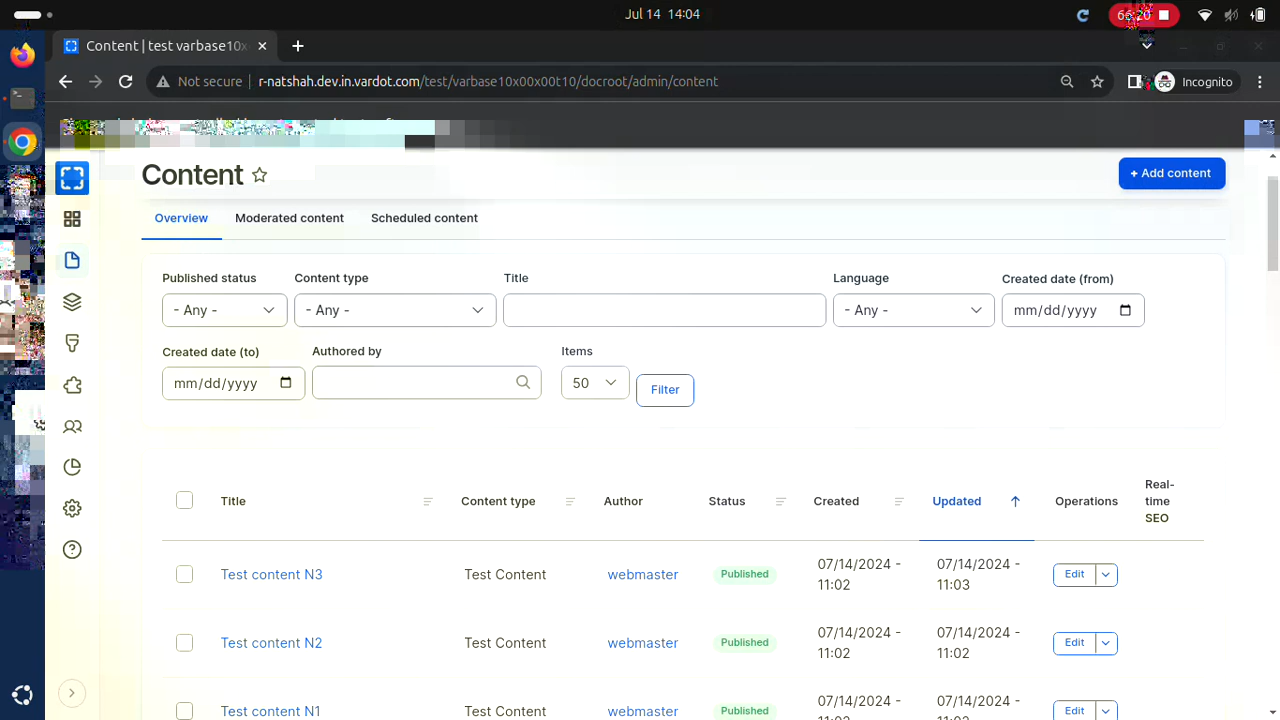 Jul 14 14:04
66:20
Content | test varbase10x
Not secure
r-natshah.dev.in.vardot.com/test/varbase10x00x00t10/docroot/admin/content
Incognito
Content
+ Add content
Overview
Moderated content
Scheduled content
Published status
Content type
Title
Language
Created date (from)
- Any -
- Any -
- Any -
mm/dd/yyyy
Created date (to)
Authored by
Items
mm/dd/yyyy
50
Filter
Title
Content type
Author
Status
Created
Updated
Operations
Real-
time
SEO
Test content N3
Test Content
webmaster
Published
07/14/2024 -
11:02
07/14/2024 -
11:03
Edit
Test content N2
Test Content
webmaster
Published
07/14/2024 -
11:02
07/14/2024 -
11:02
Edit
Test content N1
Test Content
webmaster
Published
07/14/2024 -
07/14/2024 -
Edit